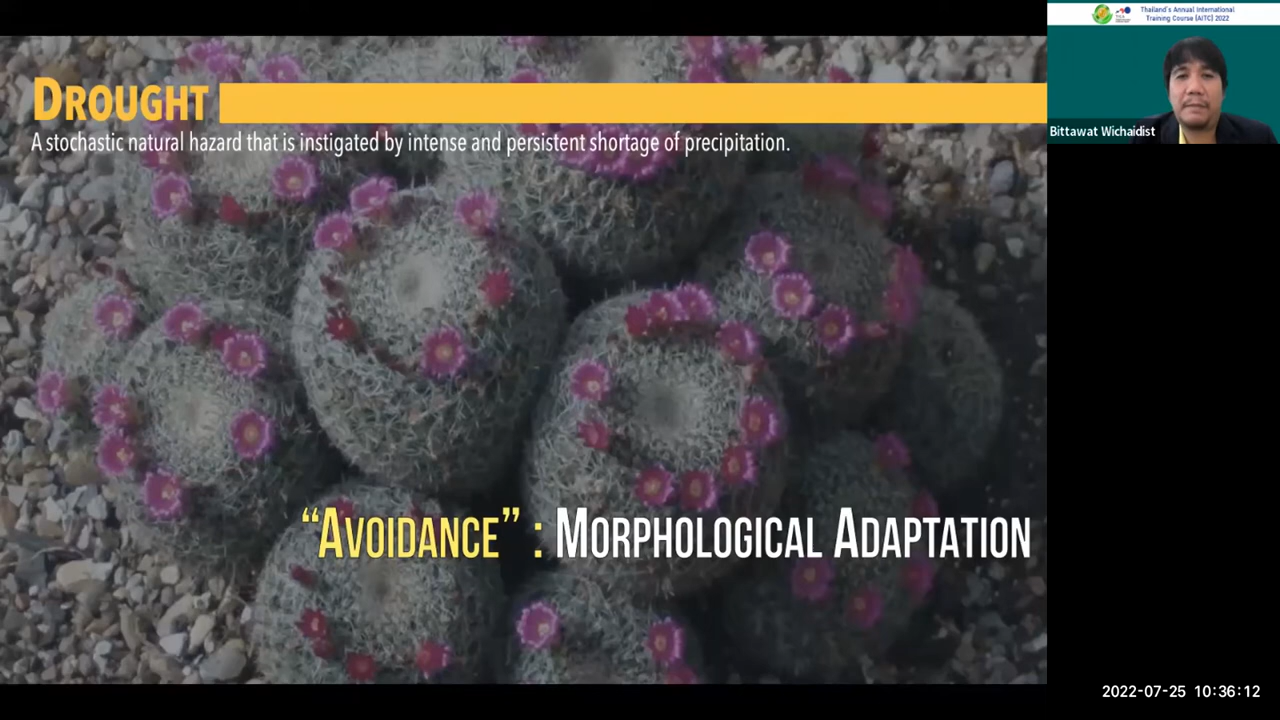 DROUGHT
A stochastic natural hazard that is instigated by intense and persistent shortage of precipitation.
“AVOIDANCE” : MORPHOLOGICAL ADAPTATION
Thailand's Annual International
Training Course (AITC) 2022
Bittawat Wichaidist
2022-07-25 10:36:12